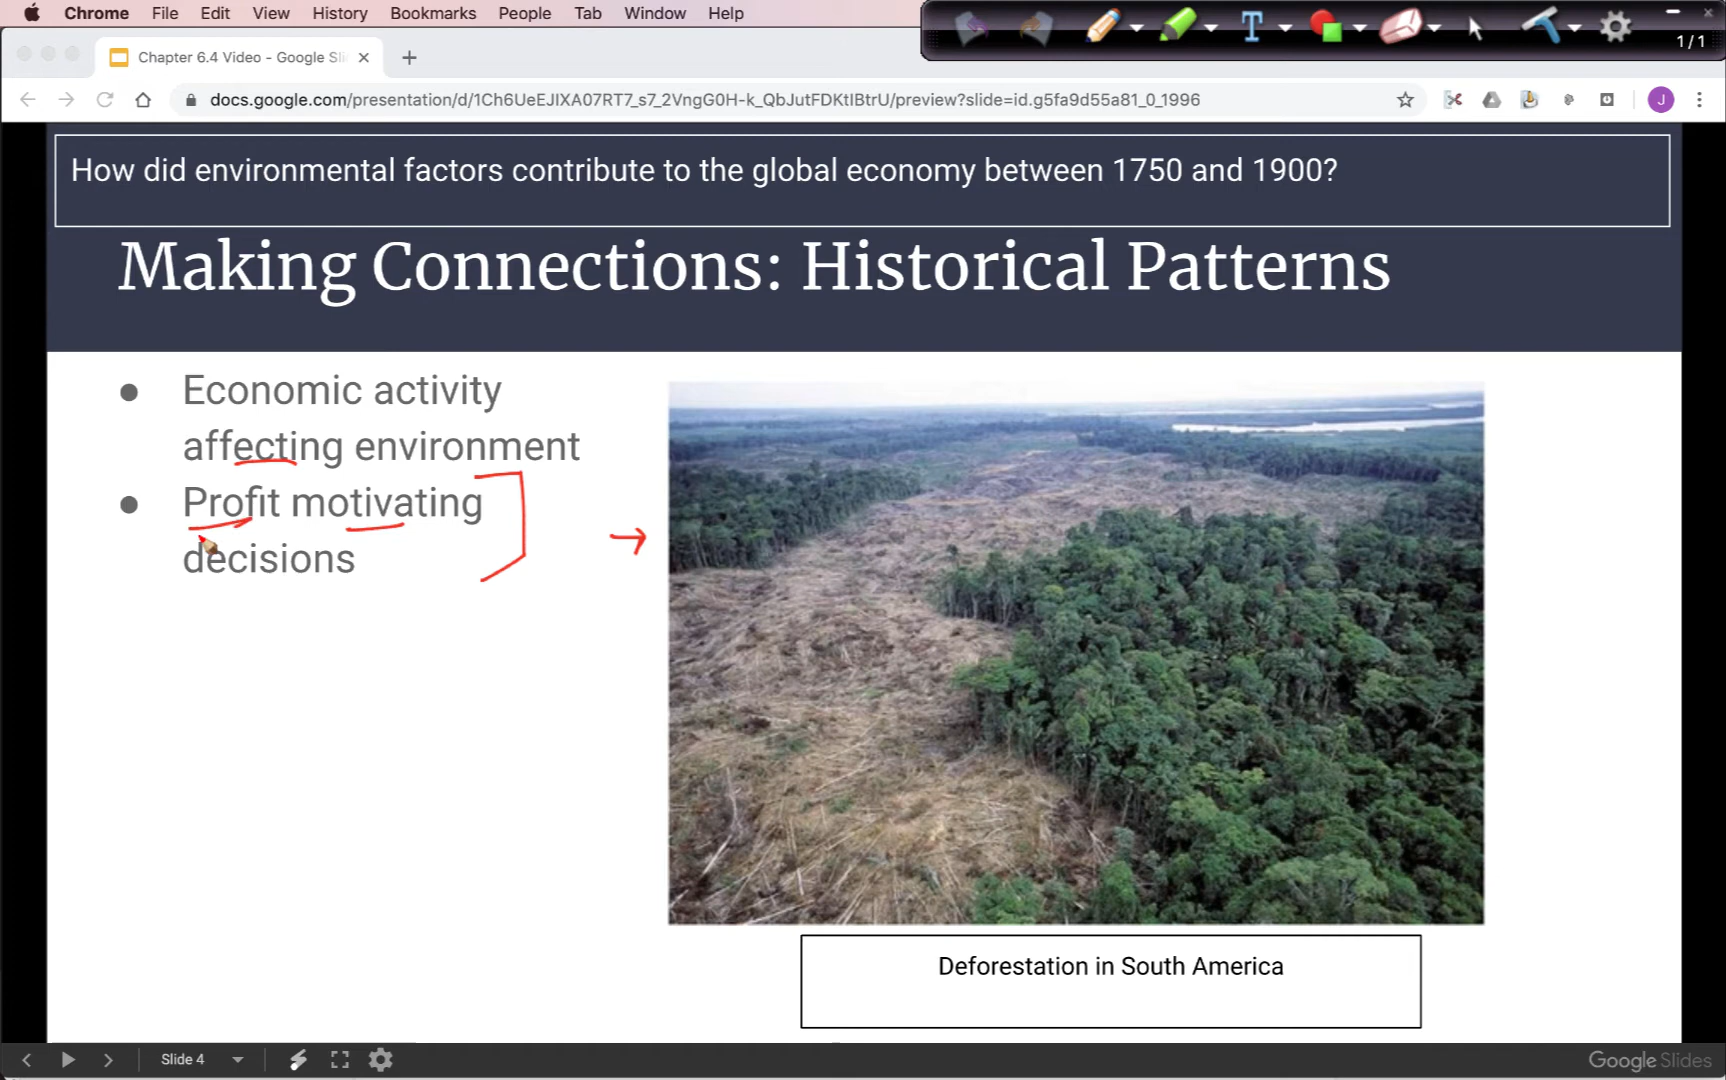 Chrome File Edit View History Bookmarks People Tab Window Help
1/1
Chapter 6.4 Video - Google Sli
docs.google.com/presentation/d/1Ch6UeEJIXA07RT7_s7_2VngG0H-k_QbJutFDKtIBtrU/preview?slide=id.g5fa9d55a81_0_1996
J
How did environmental factors contribute to the global economy between 1750 and 1900?
Making Connections: Historical Patterns
● Economic activity
affecting environment
● Profit motivating
decisions
Deforestation in South America
Slide 4
Google Slides